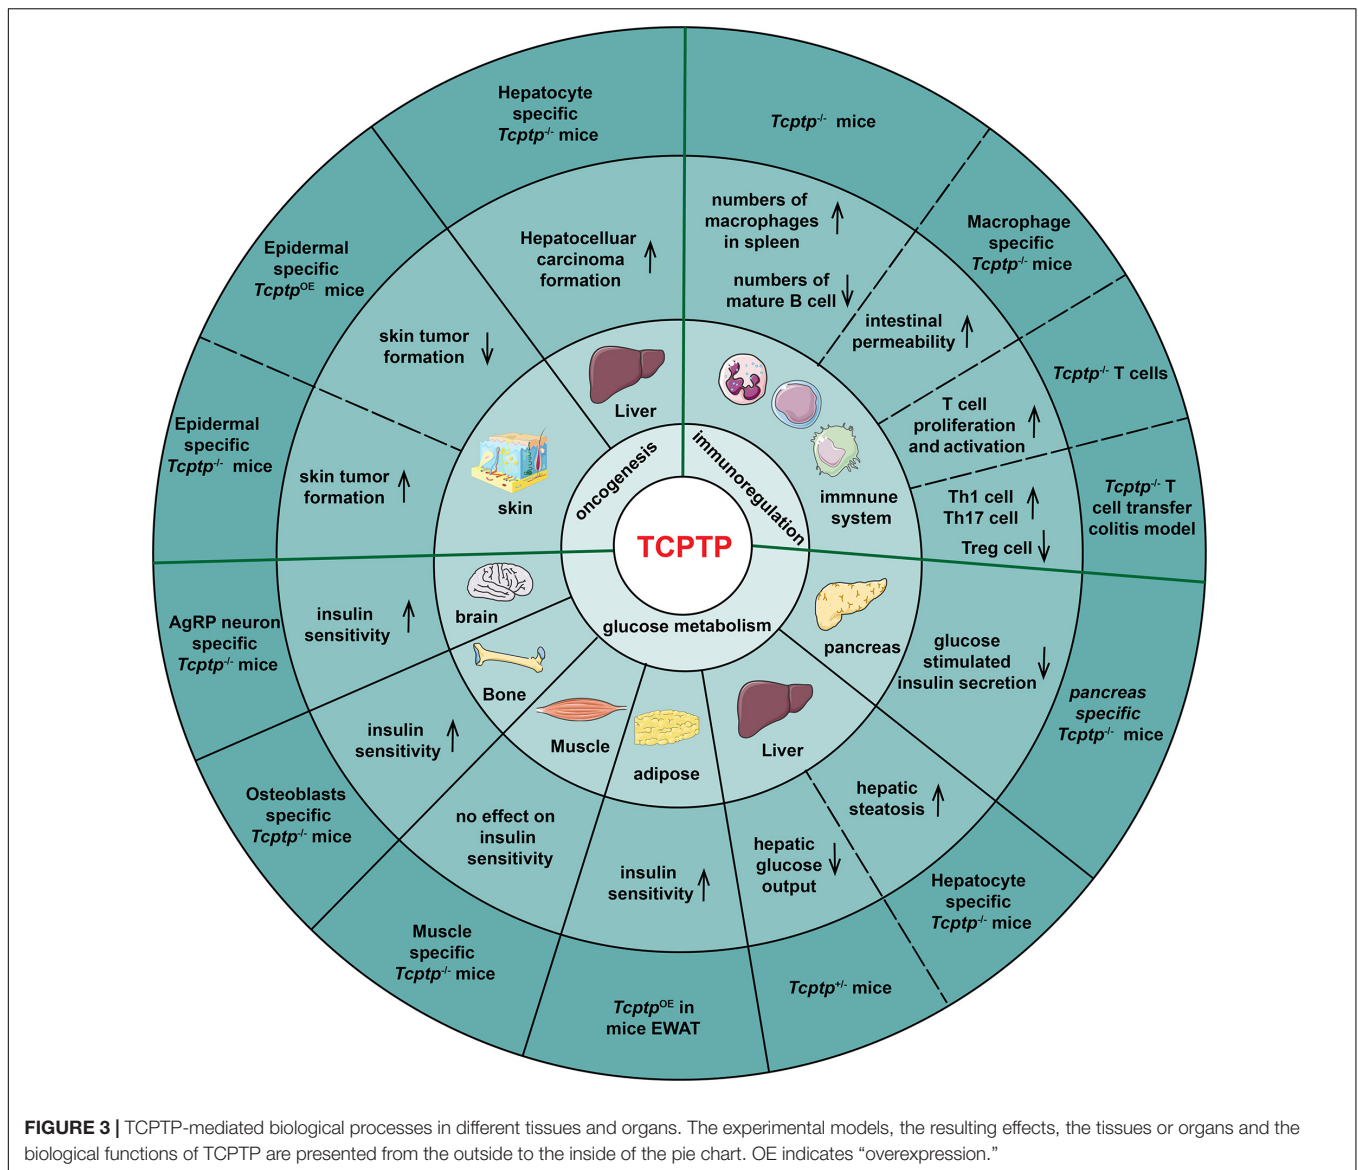 Hepatocyte
specific
Tcptp-/- mice
Tcptp-/- mice
Macrophage
specific
Tcptp-/- mice
Tcptp-/- T cells
Tcptp-/- T
cell transfer
colitis model
pancreas
specific
Tcptp-/- mice
Hepatocyte
specific
Tcptp-/- mice
Tcptp+/- mice
TcptpOE in
mice EWAT
Muscle
specific
Tcptp-/- mice
Osteoblasts
specific
Tcptp-/- mice
AgRP neuron
specific
Tcptp-/- mice
Epidermal
specific
Tcptp-/- mice
Epidermal
specific
TcptpOE mice
Hepatocelluar
carcinoma
formation ↑
numbers of
macrophages
in spleen ↑
numbers of
mature B cell ↓
intestinal
permeability ↑
T cell
proliferation
and activation ↑
Th1 cell
Th17 cell ↑
Treg cell ↓
glucose
stimulated
insulin secretion ↓
hepatic
steatosis ↑
hepatic
glucose
output ↓
insulin
sensitivity ↑
no effect on
insulin
sensitivity
insulin
sensitivity ↑
insulin
sensitivity ↑
skin tumor
formation ↑
skin tumor
formation ↓
Liver
immnune
system
pancreas
Liver
adipose
Muscle
Bone
brain
skin
oncogenesis
immunoregulation
glucose metabolism
TCPTP
FIGURE 3 | TCPTP-mediated biological processes in different tissues and organs. The experimental models, the resulting effects, the tissues or organs and the
biological functions of TCPTP are presented from the outside to the inside of the pie chart. OE indicates “overexpression.”